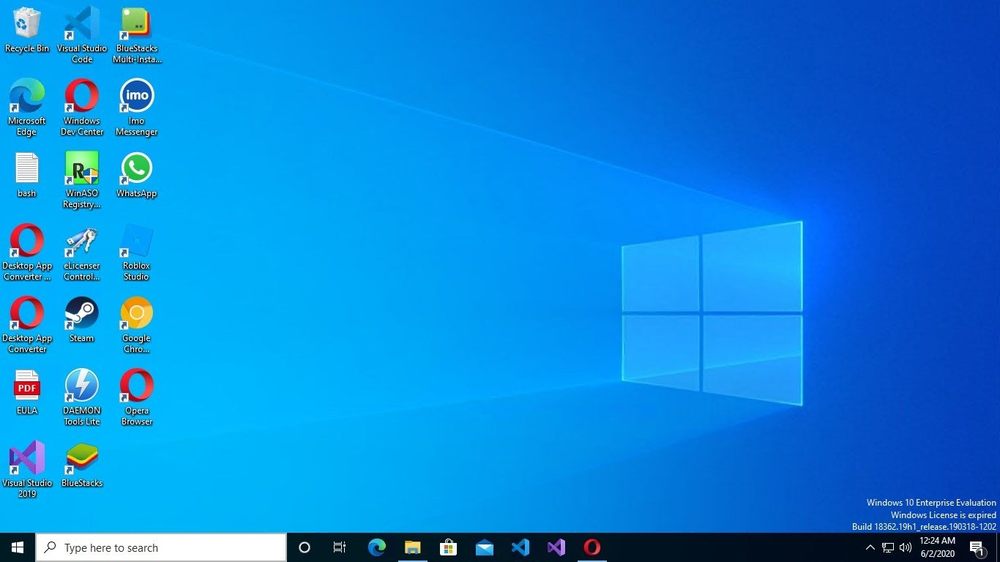 Recycle Bin
Visual Studio
Code
BlueStacks
Multi-Insta...
imo
Microsoft
Edge
Windows
Dev Center
Imo
Messenger
R
bash
WinASO
Registry...
WhatsApp
Desktop App
Converter ...
eLicenser
Control...
Roblox
Studio
Desktop App
Converter
Steam
Google
Chro...
PDF
EULA
DAEMON
Tools Lite
Opera
Browser
Visual Studio
2019
BlueStacks
Windows 10 Enterprise Evaluation
Windows License is expired
Build 18362.19h1_release.190318-1202
Type here to search
12:24 AM
6/2/2020
1